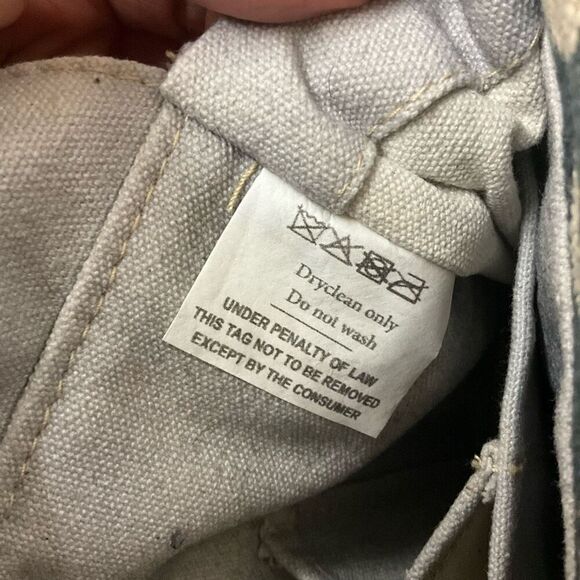 Dryclean only
Do not wash
UNDER PENALTY OF LAW
THIS TAG NOT TO BE REMOVED
EXCEPT BY THE CONSUMER